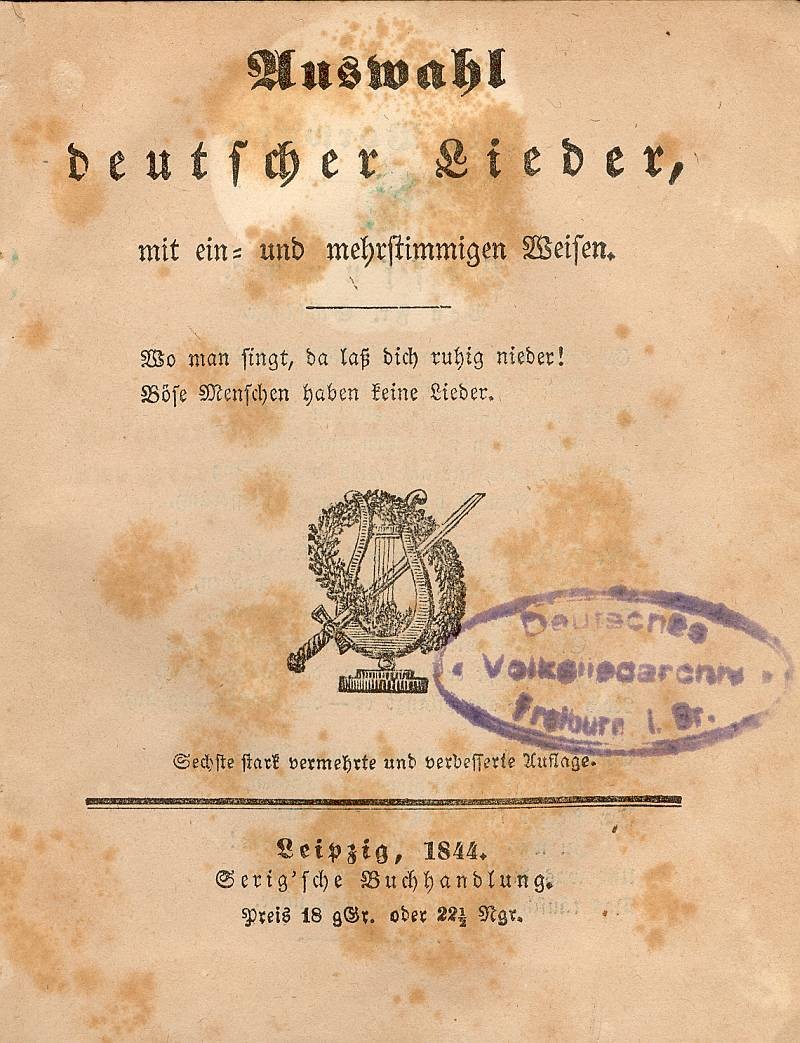 Auswahl
deutscher Lieder,
mit ein= und mehrstimmigen Weisen.
Wo man singt, da laß dich ruhig nieder!
Böse Menschen haben keine Lieder.
Deutsches
Volksliedarchiv
Freiburg i. Br.
Sechste stark vermehrte und verbesserte Auflage.
Leipzig, 1844.
Serig'sche Buchhandlung.
Preis 18 gGr. oder 22½ Ngr.